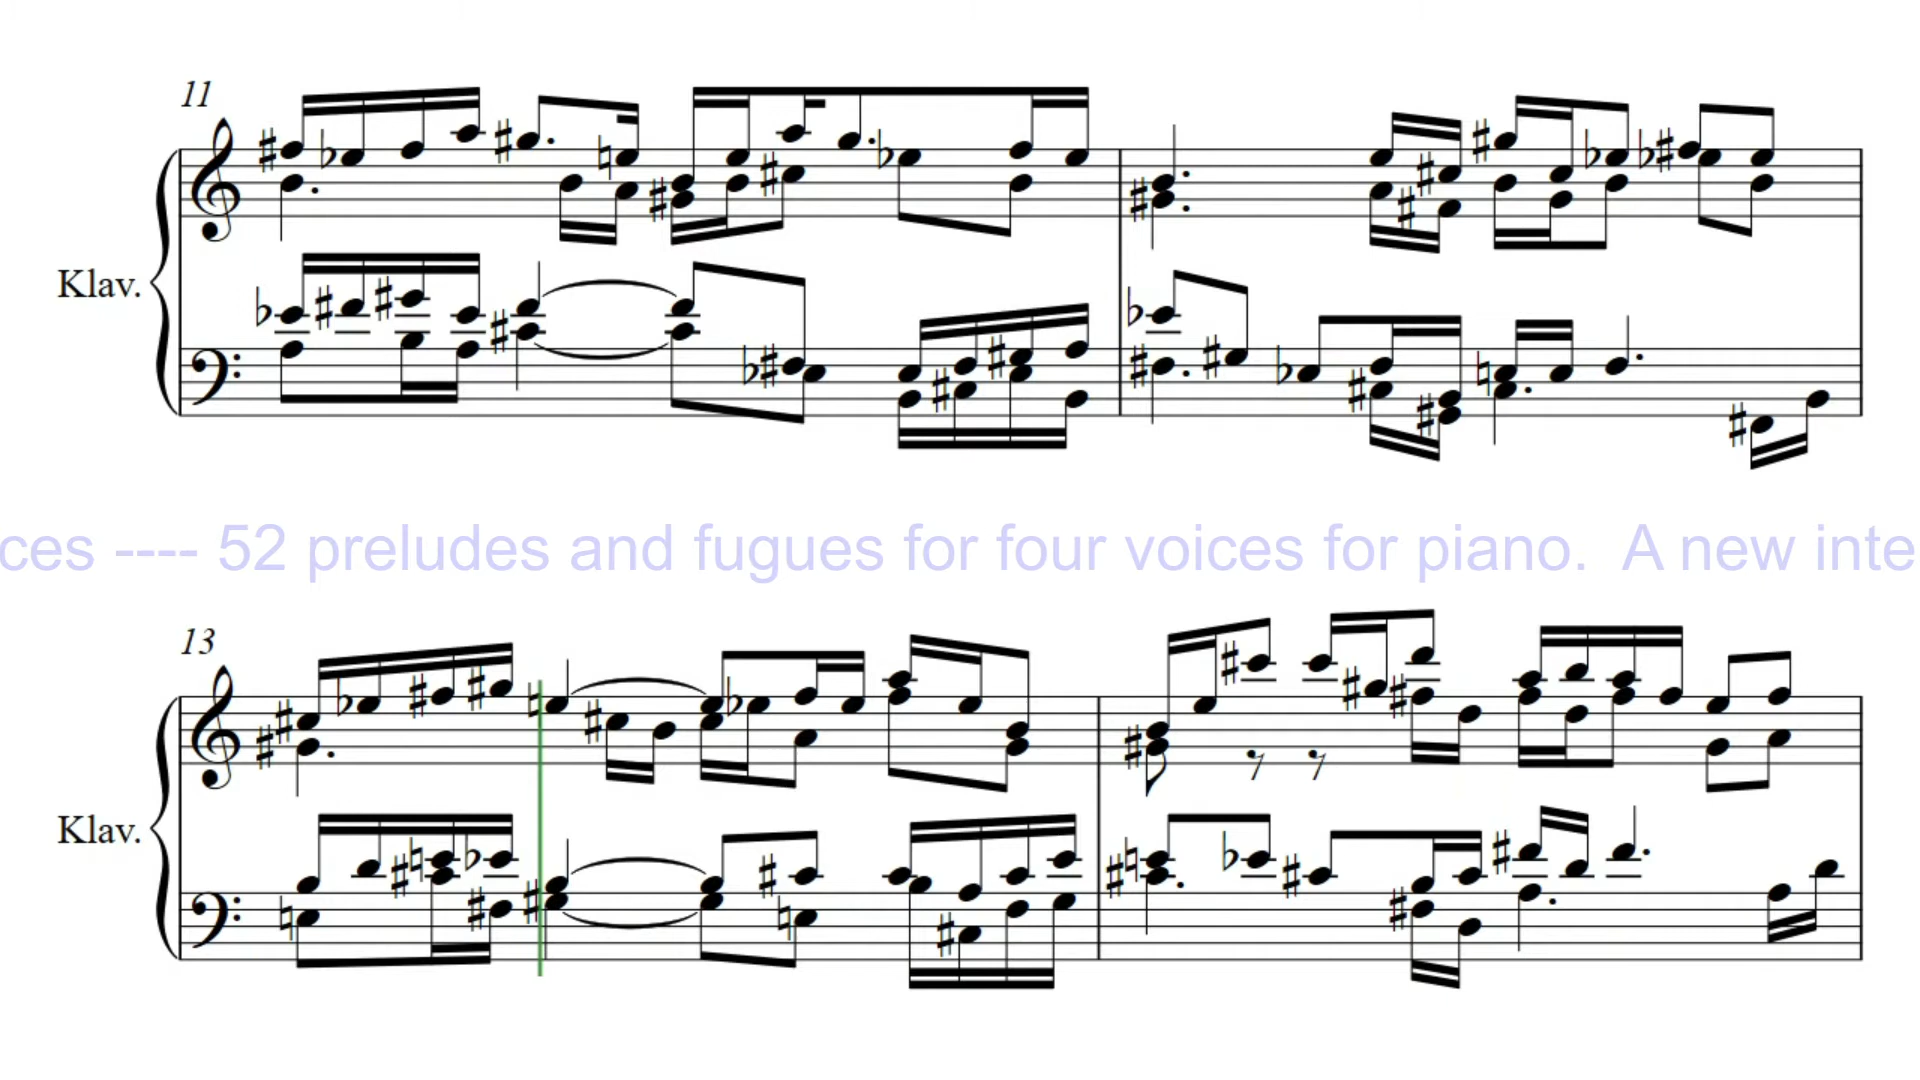 11
Klav.
ces ---- 52 preludes and fugues for four voices for piano. A new inte
13
Klav.